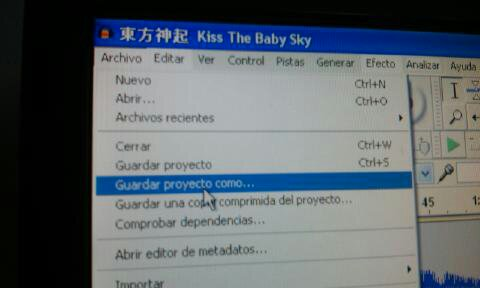 東方神起 Kiss The Baby Sky
Archivo Editar Ver Control Pistas Generar Efecto Analizar Ayuda
Nuevo Ctrl+N
Abrir... Ctrl+O
Archivos recientes
Cerrar Ctrl+W
Guardar proyecto Ctrl+S
Guardar proyecto como...
Guardar una copia comprimida del proyecto...
45
Comprobar dependencias...
Abrir editor de metadatos...
Importar